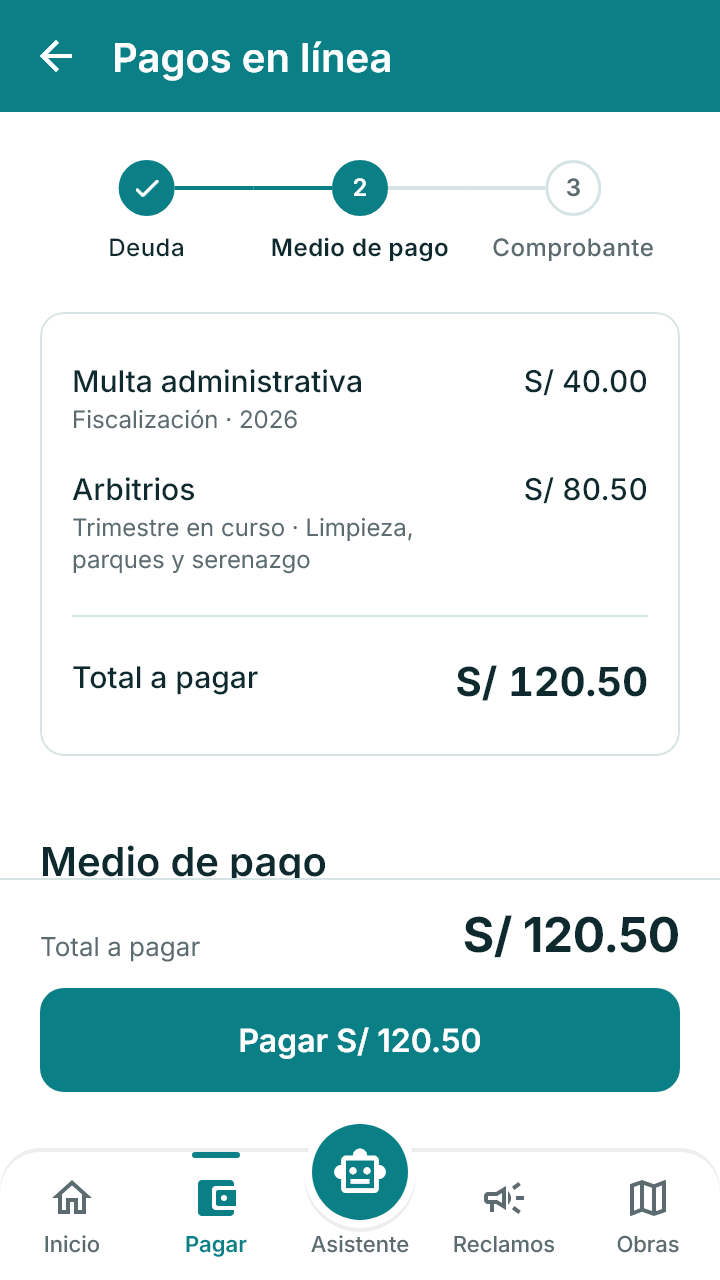 Pagos en línea
2
3
Deuda
Medio de pago
Comprobante
Multa administrativa
S/ 40.00
Fiscalización · 2026
Arbitrios
S/ 80.50
Trimestre en curso · Limpieza,
parques y serenazgo
Total a pagar
S/ 120.50
Medio de pago
Total a pagar
S/ 120.50
Pagar S/ 120.50
Inicio
Pagar
Asistente
Reclamos
Obras